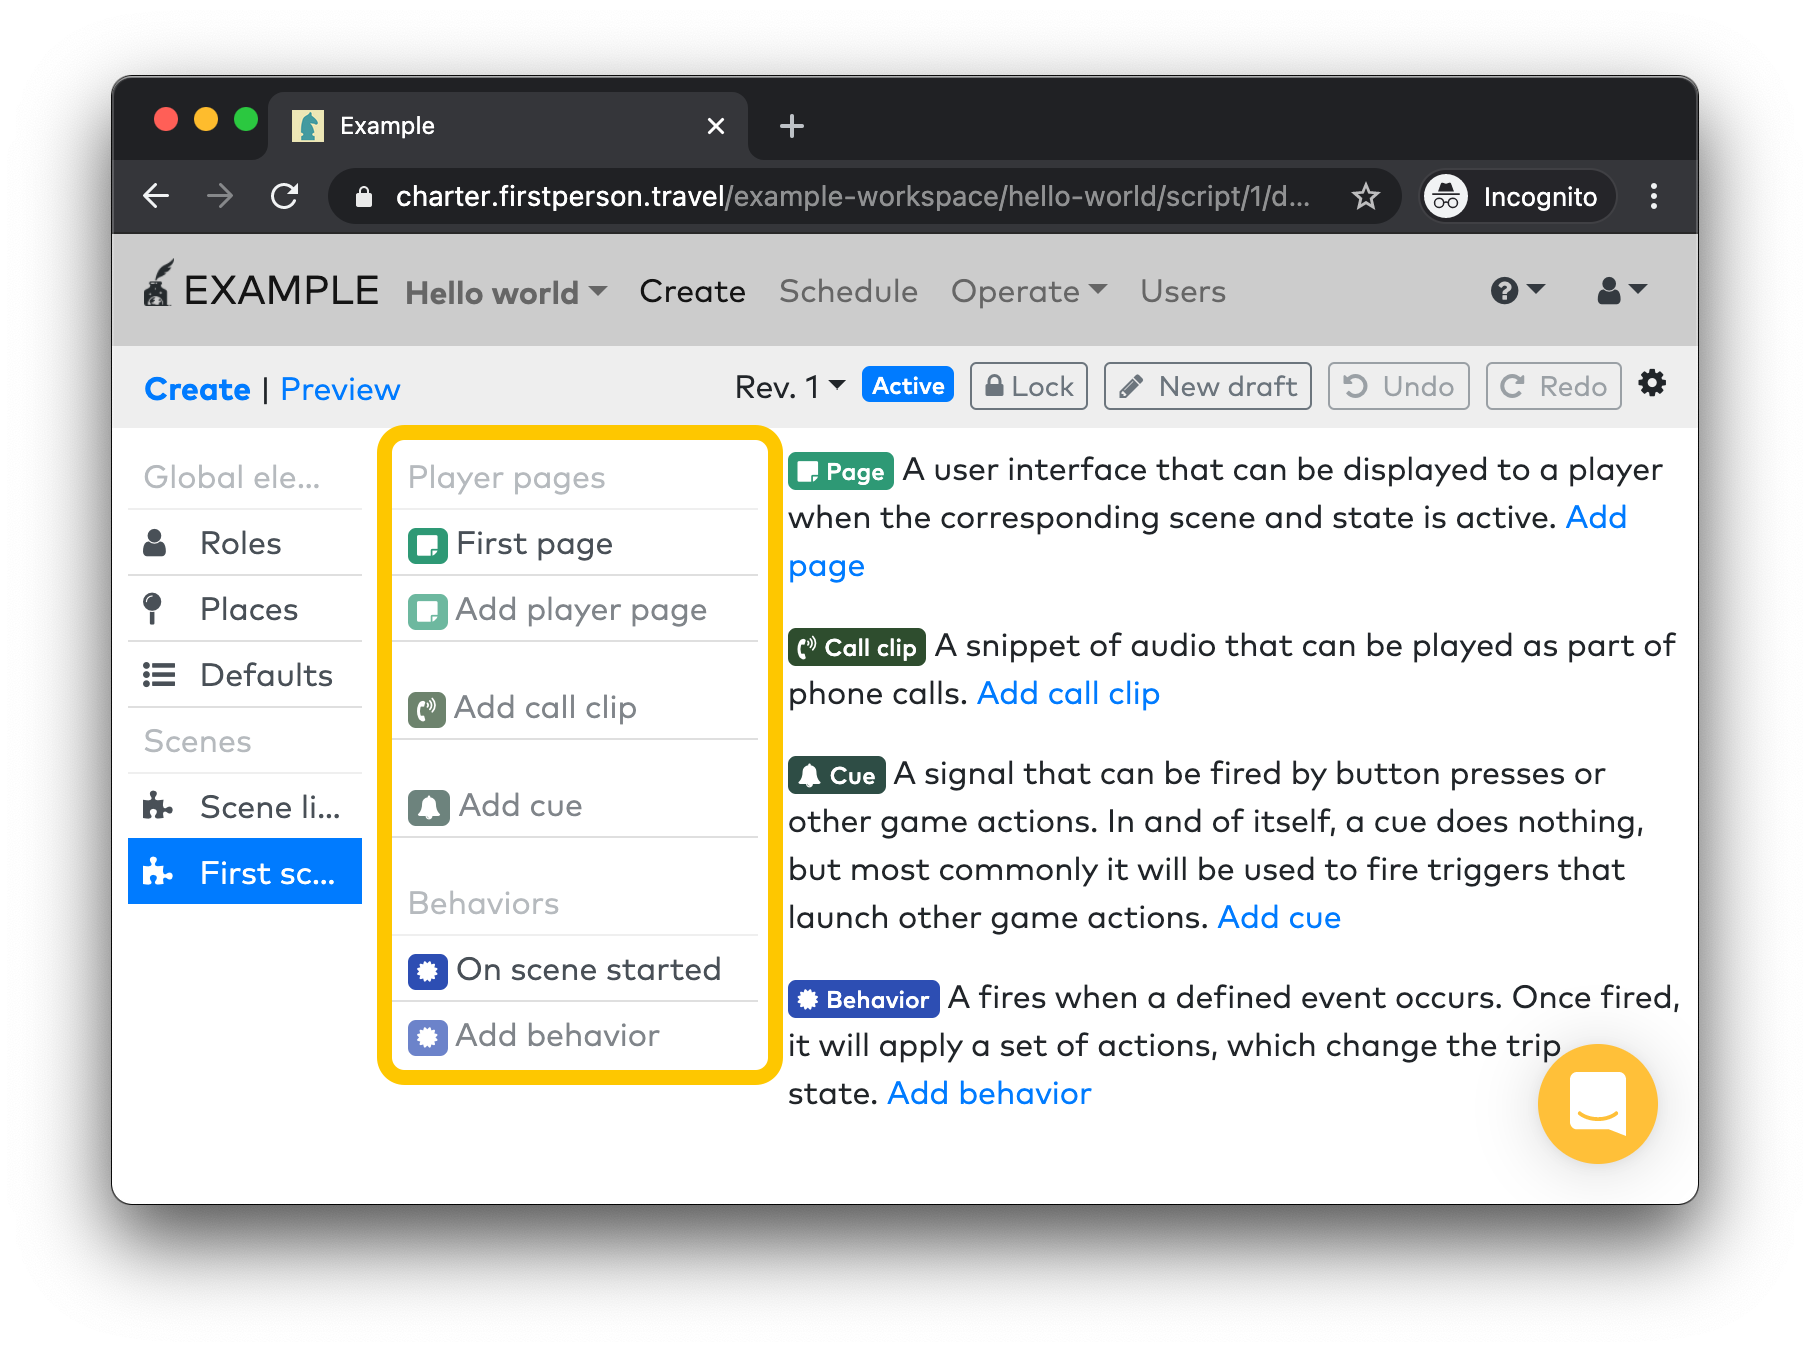 Example
charter.firstperson.travel/example-workspace/hello-world/script/1/d...
Incognito
EXAMPLE
Hello world
Create
Schedule
Operate
Users
Create | Preview
Rev. 1
Active
Lock
New draft
Undo
Redo
Global ele...
Roles
Places
Defaults
Scenes
Scene li...
First sc...
Player pages
First page
Add player page
Add call clip
Add cue
Behaviors
On scene started
Add behavior
Page A user interface that can be displayed to a player
when the corresponding scene and state is active. Add
page
Call clip A snippet of audio that can be played as part of
phone calls. Add call clip
Cue A signal that can be fired by button presses or
other game actions. In and of itself, a cue does nothing,
but most commonly it will be used to fire triggers that
launch other game actions. Add cue
Behavior A fires when a defined event occurs. Once fired,
it will apply a set of actions, which change the trip
state. Add behavior